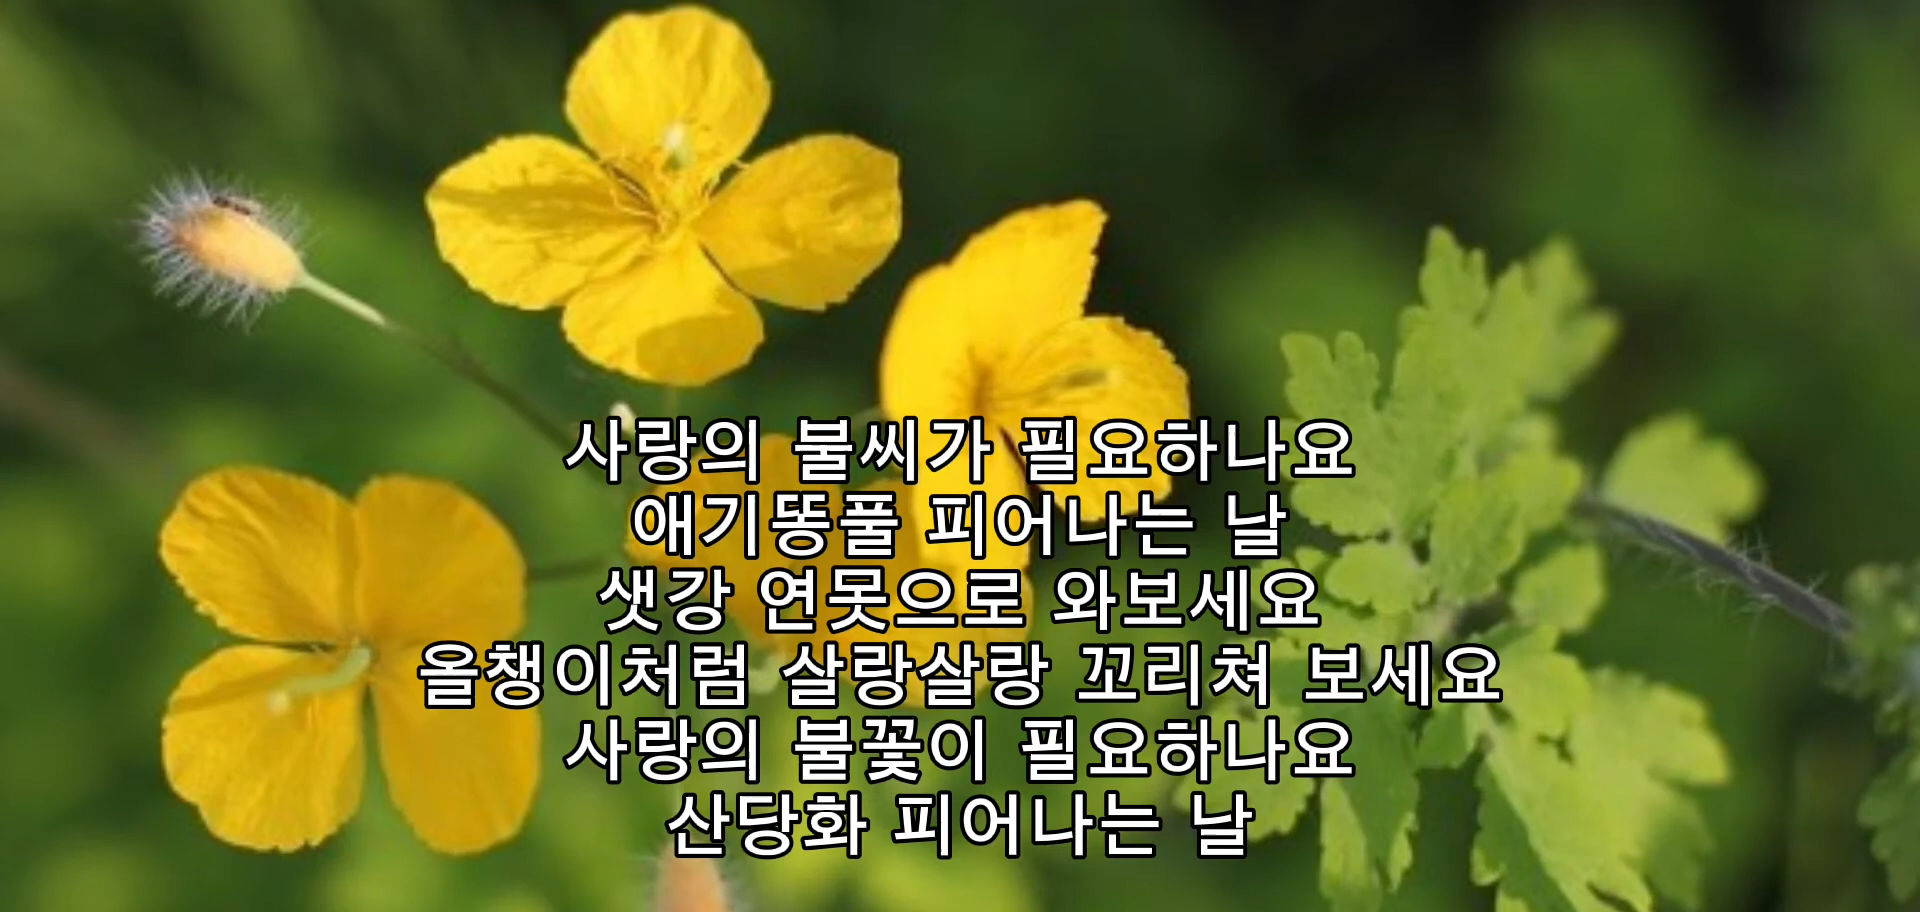 사랑의 불씨가 필요하나요
애기똥풀 피어나는 날
샛강 연못으로 와보세요
올챙이처럼 살랑살랑 꼬리쳐 보세요
사랑의 불꽃이 필요하나요
산당화 피어나는 날